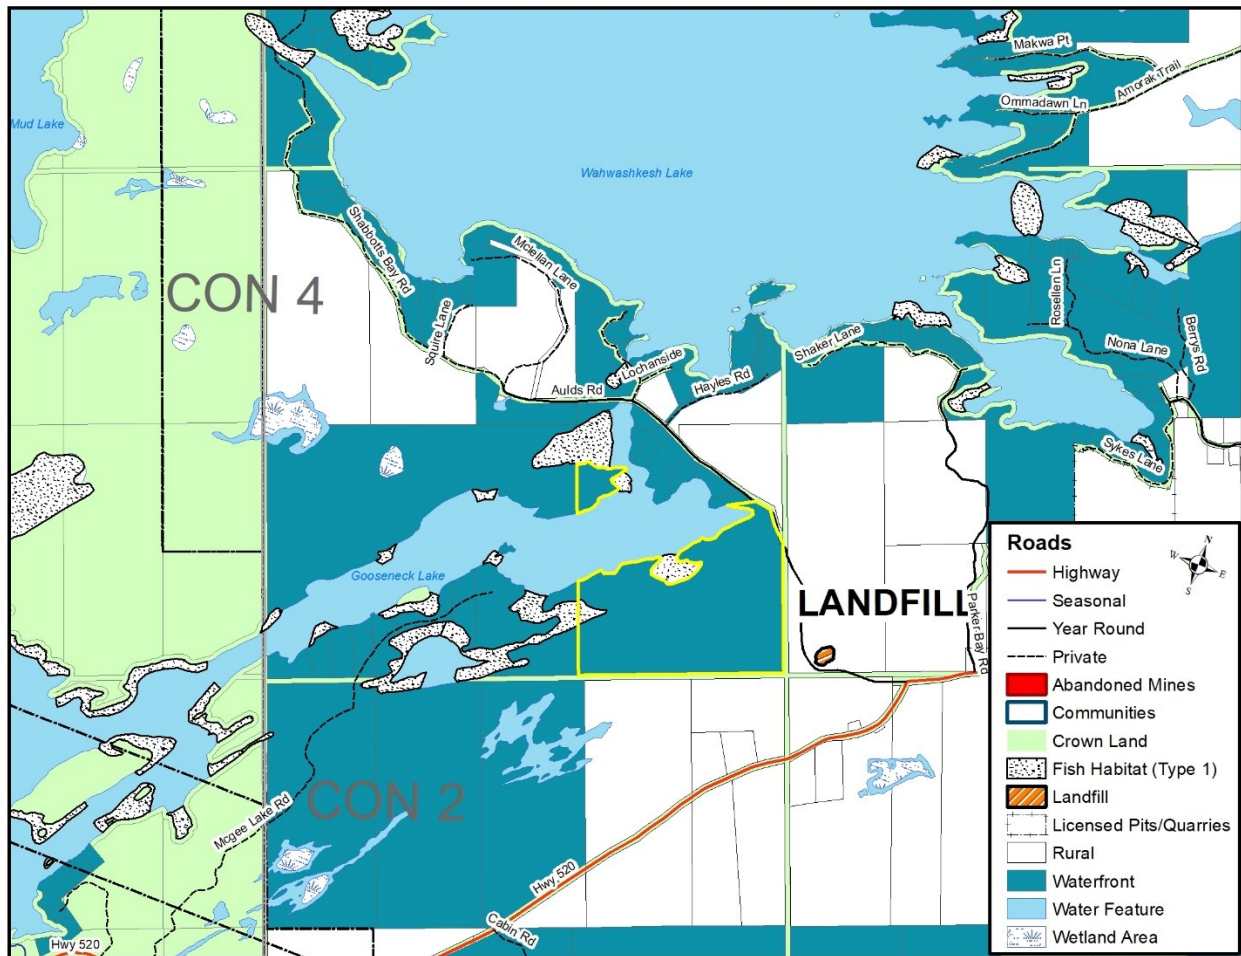 Makwa Pt
Amorak Trail
Ommadawn Ln
Mud Lake
Wahwashkesh Lake
Shabbotts Bay Rd
Mclellan Lane
CON 4
Squire Lane
Rosellen Ln
Berrys Rd
Nona Lane
Shaker Lane
Lochanside
Hayles Rd
Aulds Rd
Sykes Lane
Gooseneck Lake
LANDFILL
Parker Bay Rd
CON 2
Mcgee Lake Rd
Hwy 520
Cabin Rd
Hwy 520
Roads
N
W
E
S
Highway
Seasonal
Year Round
Private
Abandoned Mines
Communities
Crown Land
Fish Habitat (Type 1)
Landfill
Licensed Pits/Quarries
Rural
Waterfront
Water Feature
Wetland Area